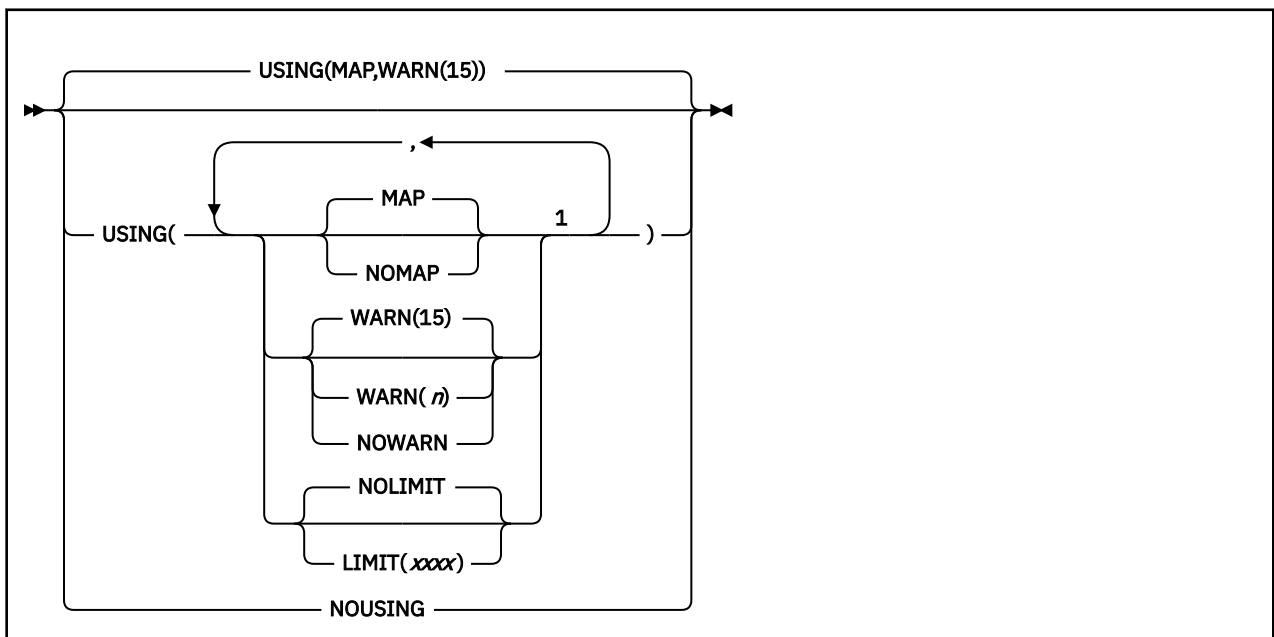 USING(MAP,WARN(15))
,
MAP
1
USING( )
NOMAP
WARN(15)
WARN( n)
NOWARN
NOLIMIT
LIMIT( xxxx )
NOUSING